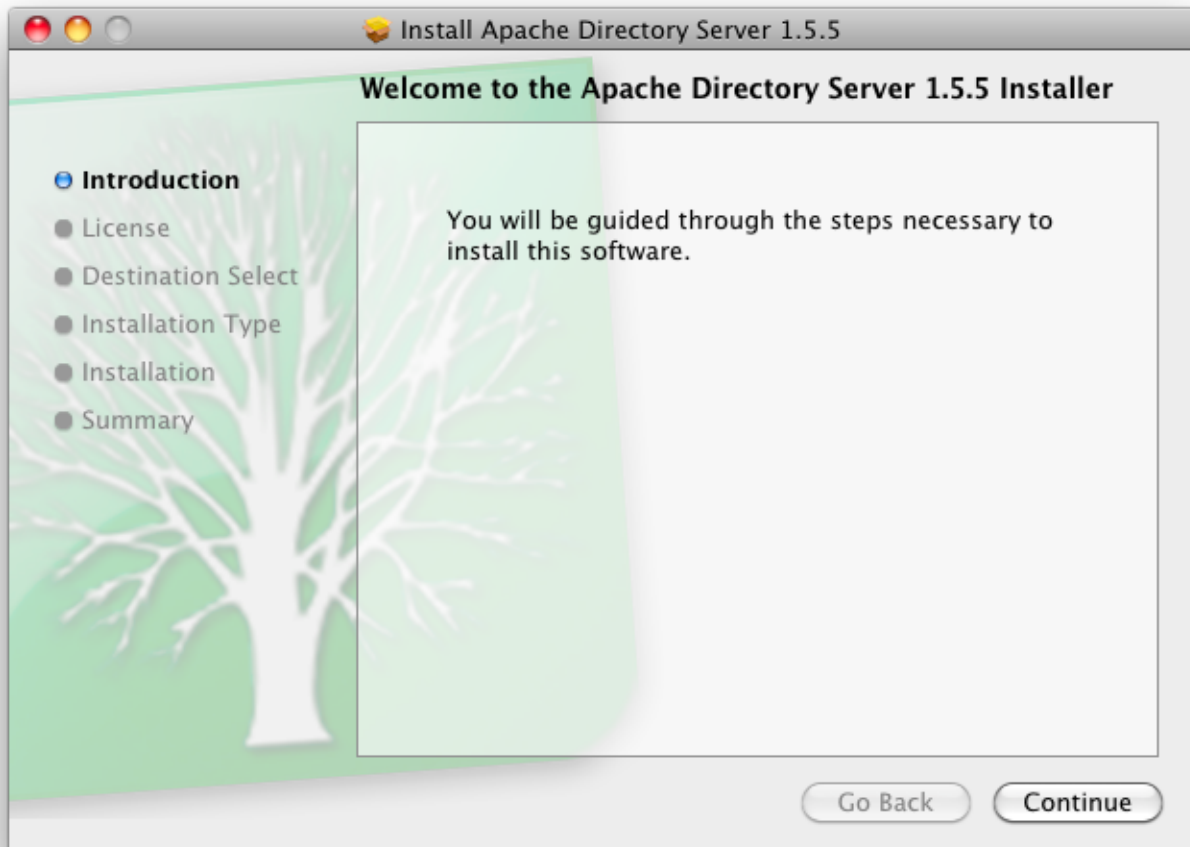 Install Apache Directory Server 1.5.5
Welcome to the Apache Directory Server 1.5.5 Installer
Introduction
License
Destination Select
Installation Type
Installation
Summary
You will be guided through the steps necessary to
install this software.
Go Back
Continue